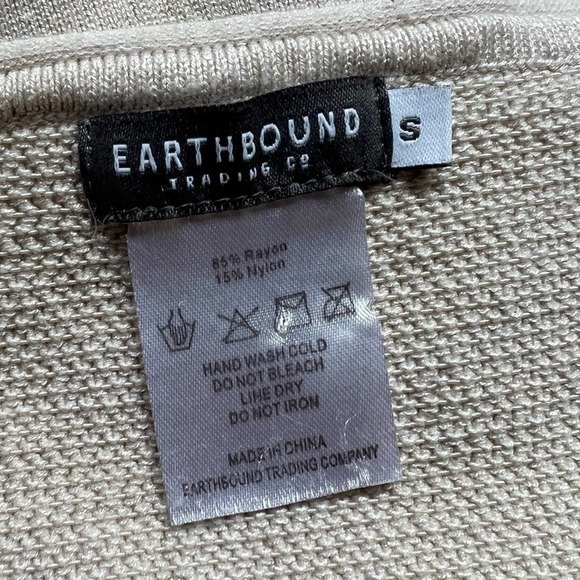 EARTHBOUND
TRADING Co
S
85% Rayon
15% Nylon
HAND WASH COLD
DO NOT BLEACH
LINE DRY
DO NOT IRON
MADE IN CHINA
EARTHBOUND TRADING COMPANY